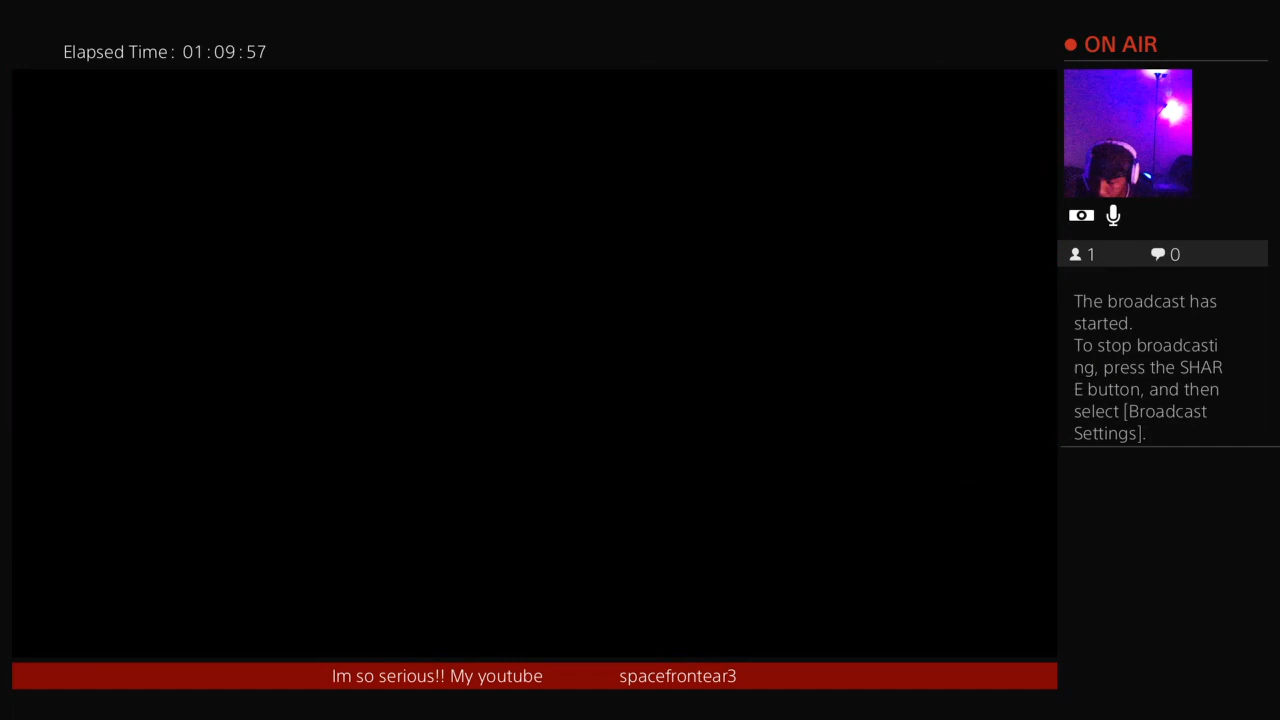 Elapsed Time: 01:09:57
ON AIR
1 0
The broadcast has
started.
To stop broadcasti
ng, press the SHAR
E button, and then
select [Broadcast
Settings].
Im so serious!! My youtube spacefrontear3